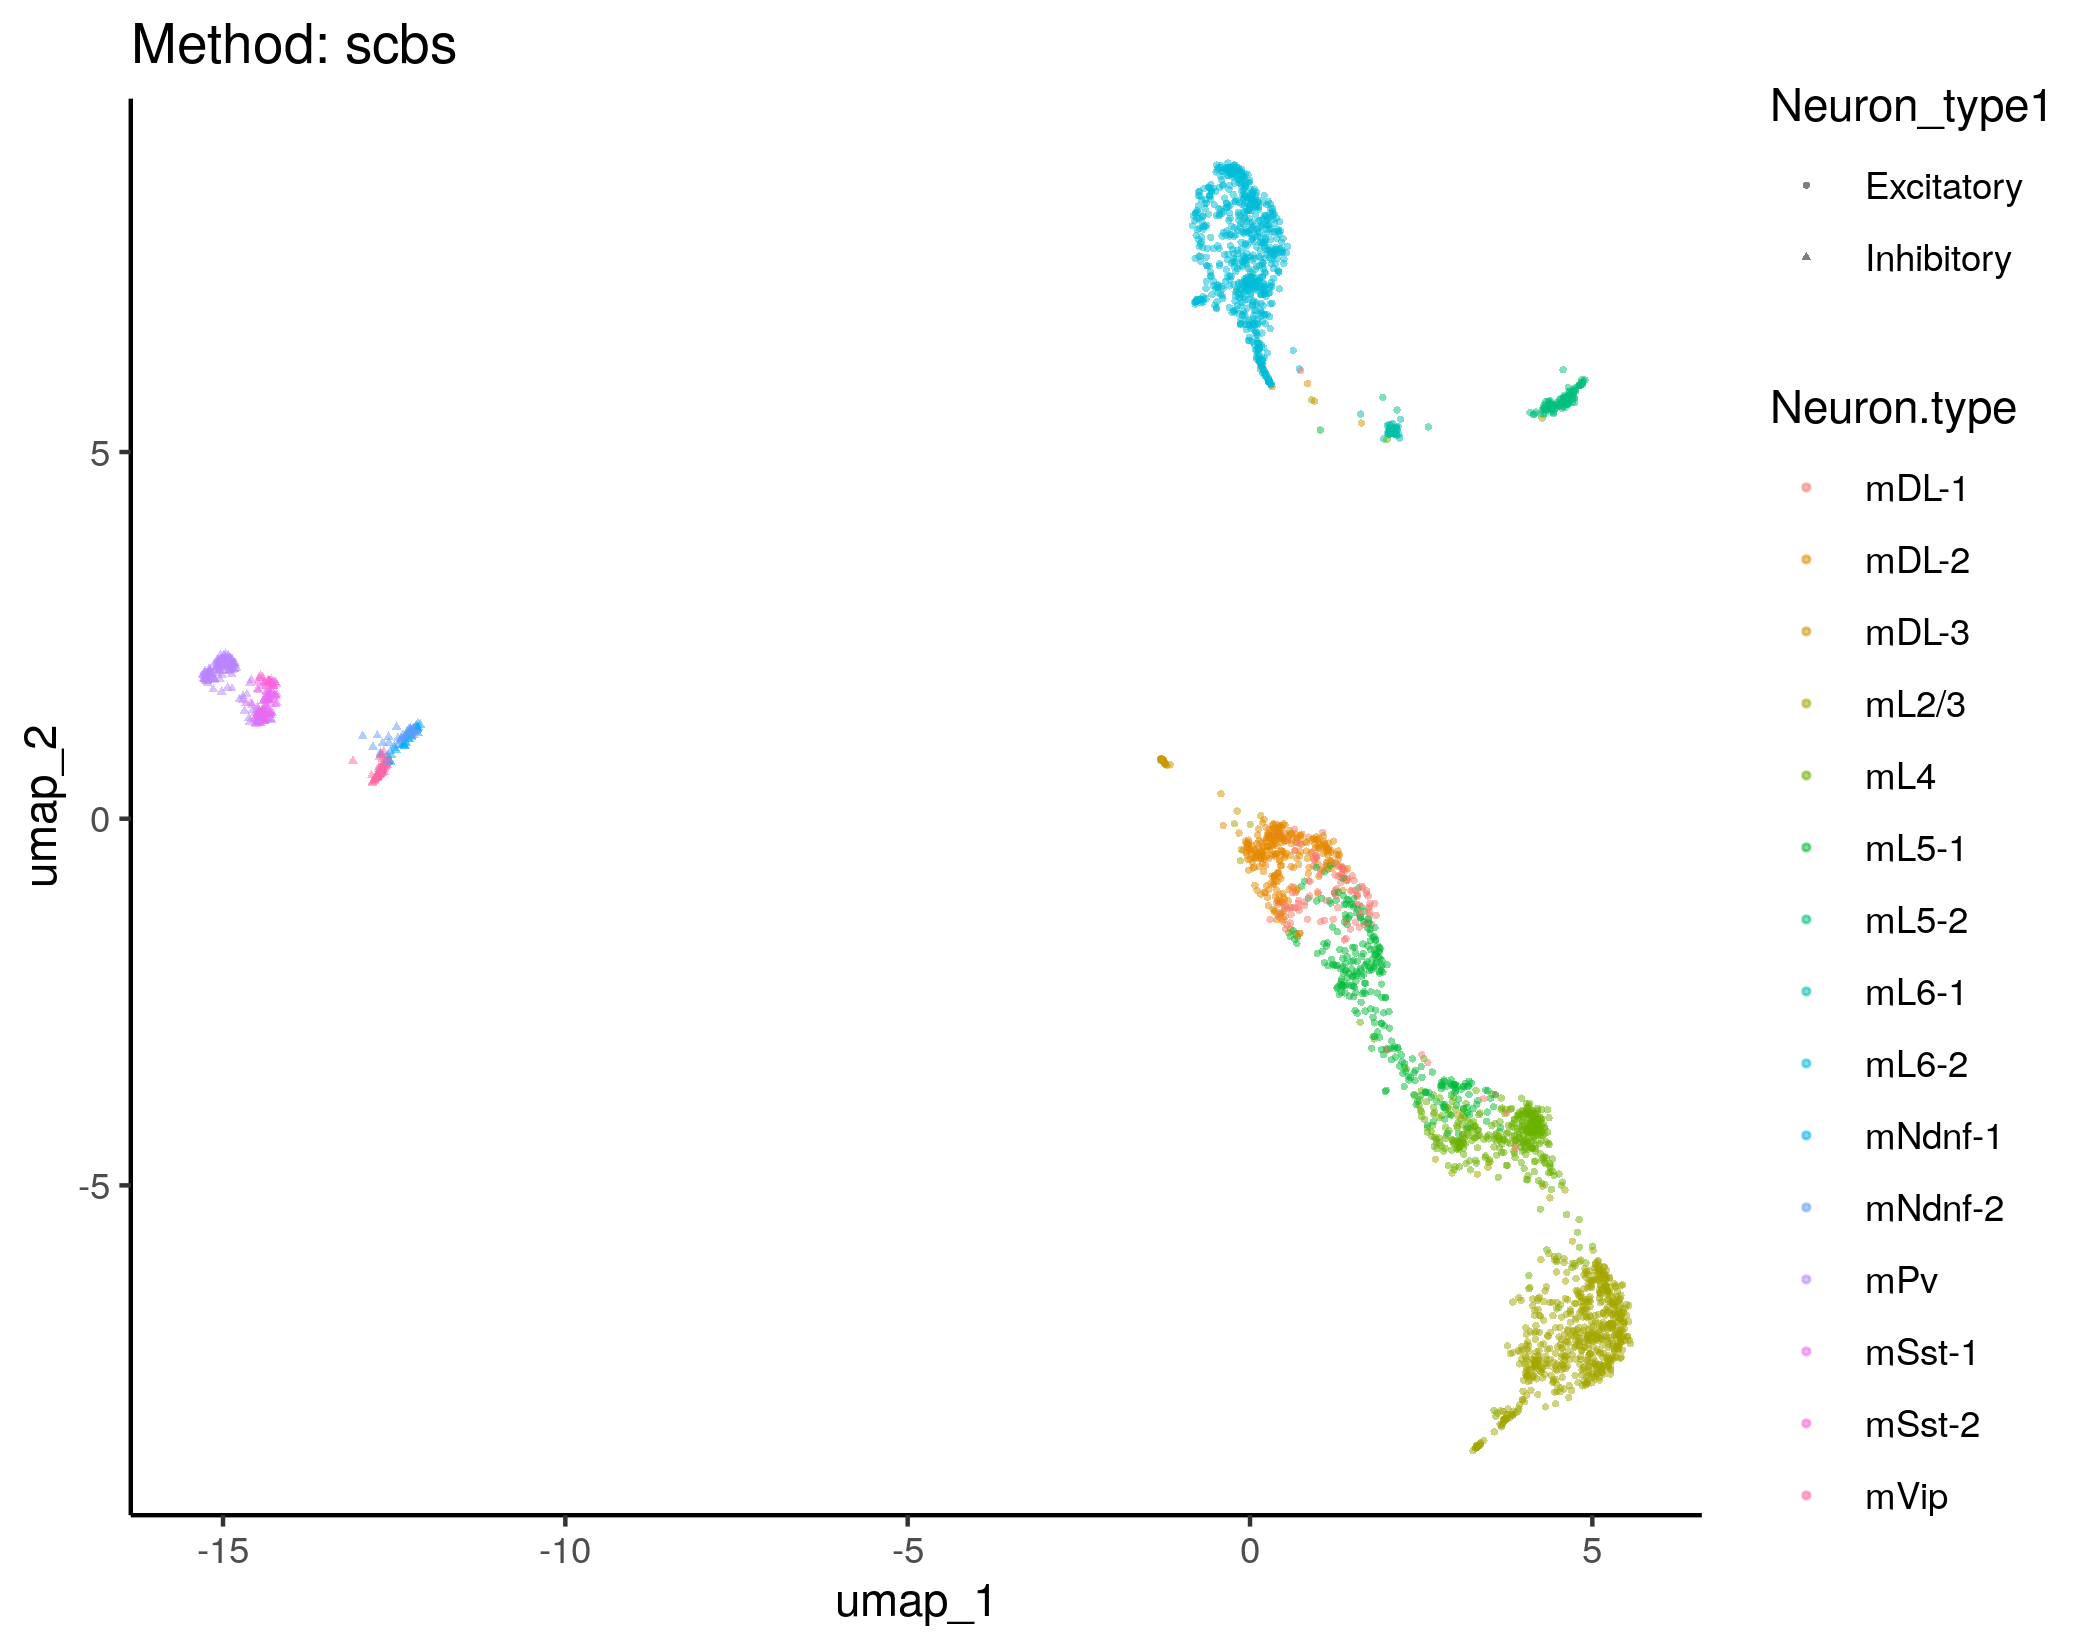 Method: scbs
umap_2
5
0
-5
-15
-10
-5
0
5
umap_1
Neuron_type1
Excitatory
Inhibitory
Neuron.type
mDL-1
mDL-2
mDL-3
mL2/3
mL4
mL5-1
mL5-2
mL6-1
mL6-2
mNdnf-1
mNdnf-2
mPv
mSst-1
mSst-2
mVip